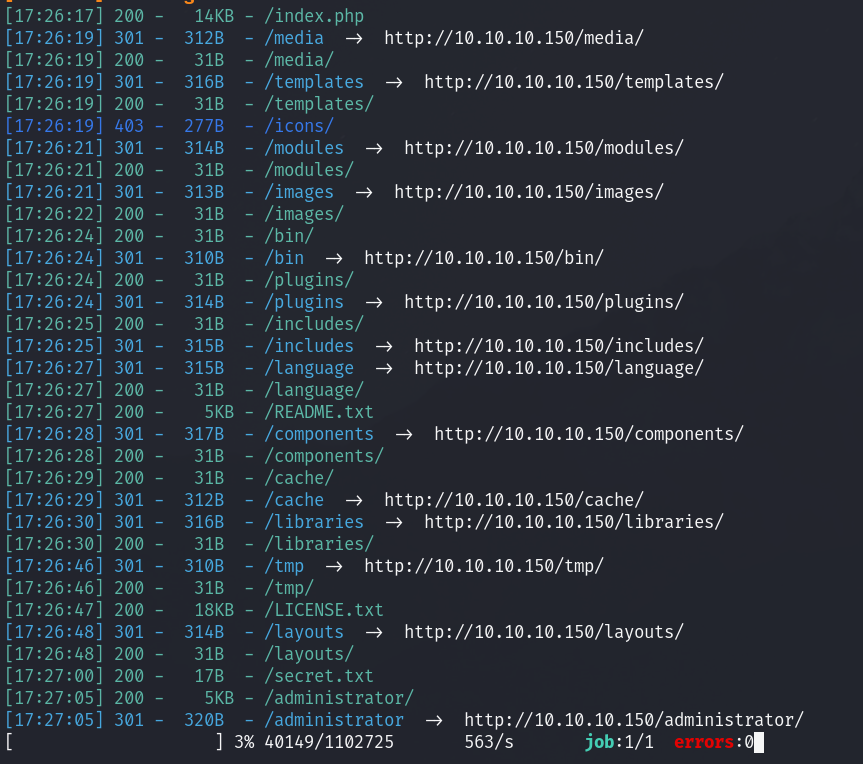 [17:26:17] 200 -   14KB - /index.php
[17:26:19] 301 -  312B  - /media  →  http://10.10.10.150/media/
[17:26:19] 200 -   31B  - /media/
[17:26:19] 301 -  316B  - /templates  →  http://10.10.10.150/templates/
[17:26:19] 200 -   31B  - /templates/
[17:26:19] 403 -  277B  - /icons/
[17:26:21] 301 -  314B  - /modules  →  http://10.10.10.150/modules/
[17:26:21] 200 -   31B  - /modules/
[17:26:21] 301 -  313B  - /images  →  http://10.10.10.150/images/
[17:26:22] 200 -   31B  - /images/
[17:26:24] 200 -   31B  - /bin/
[17:26:24] 301 -  310B  - /bin  →  http://10.10.10.150/bin/
[17:26:24] 200 -   31B  - /plugins/
[17:26:24] 301 -  314B  - /plugins  →  http://10.10.10.150/plugins/
[17:26:25] 200 -   31B  - /includes/
[17:26:25] 301 -  315B  - /includes  →  http://10.10.10.150/includes/
[17:26:27] 301 -  315B  - /language  →  http://10.10.10.150/language/
[17:26:27] 200 -   31B  - /language/
[17:26:27] 200 -    5KB - /README.txt
[17:26:28] 301 -  317B  - /components  →  http://10.10.10.150/components/
[17:26:28] 200 -   31B  - /components/
[17:26:29] 200 -   31B  - /cache/
[17:26:29] 301 -  312B  - /cache  →  http://10.10.10.150/cache/
[17:26:30] 301 -  316B  - /libraries  →  http://10.10.10.150/libraries/
[17:26:30] 200 -   31B  - /libraries/
[17:26:46] 301 -  310B  - /tmp  →  http://10.10.10.150/tmp/
[17:26:46] 200 -   31B  - /tmp/
[17:26:47] 200 -   18KB - /LICENSE.txt
[17:26:48] 301 -  314B  - /layouts  →  http://10.10.10.150/layouts/
[17:26:48] 200 -   31B  - /layouts/
[17:27:00] 200 -   17B  - /secret.txt
[17:27:05] 200 -    5KB - /administrator/
[17:27:05] 301 -  320B  - /administrator  →  http://10.10.10.150/administrator/
[                    ] 3% 40149/1102725       563/s       job:1/1  errors:0